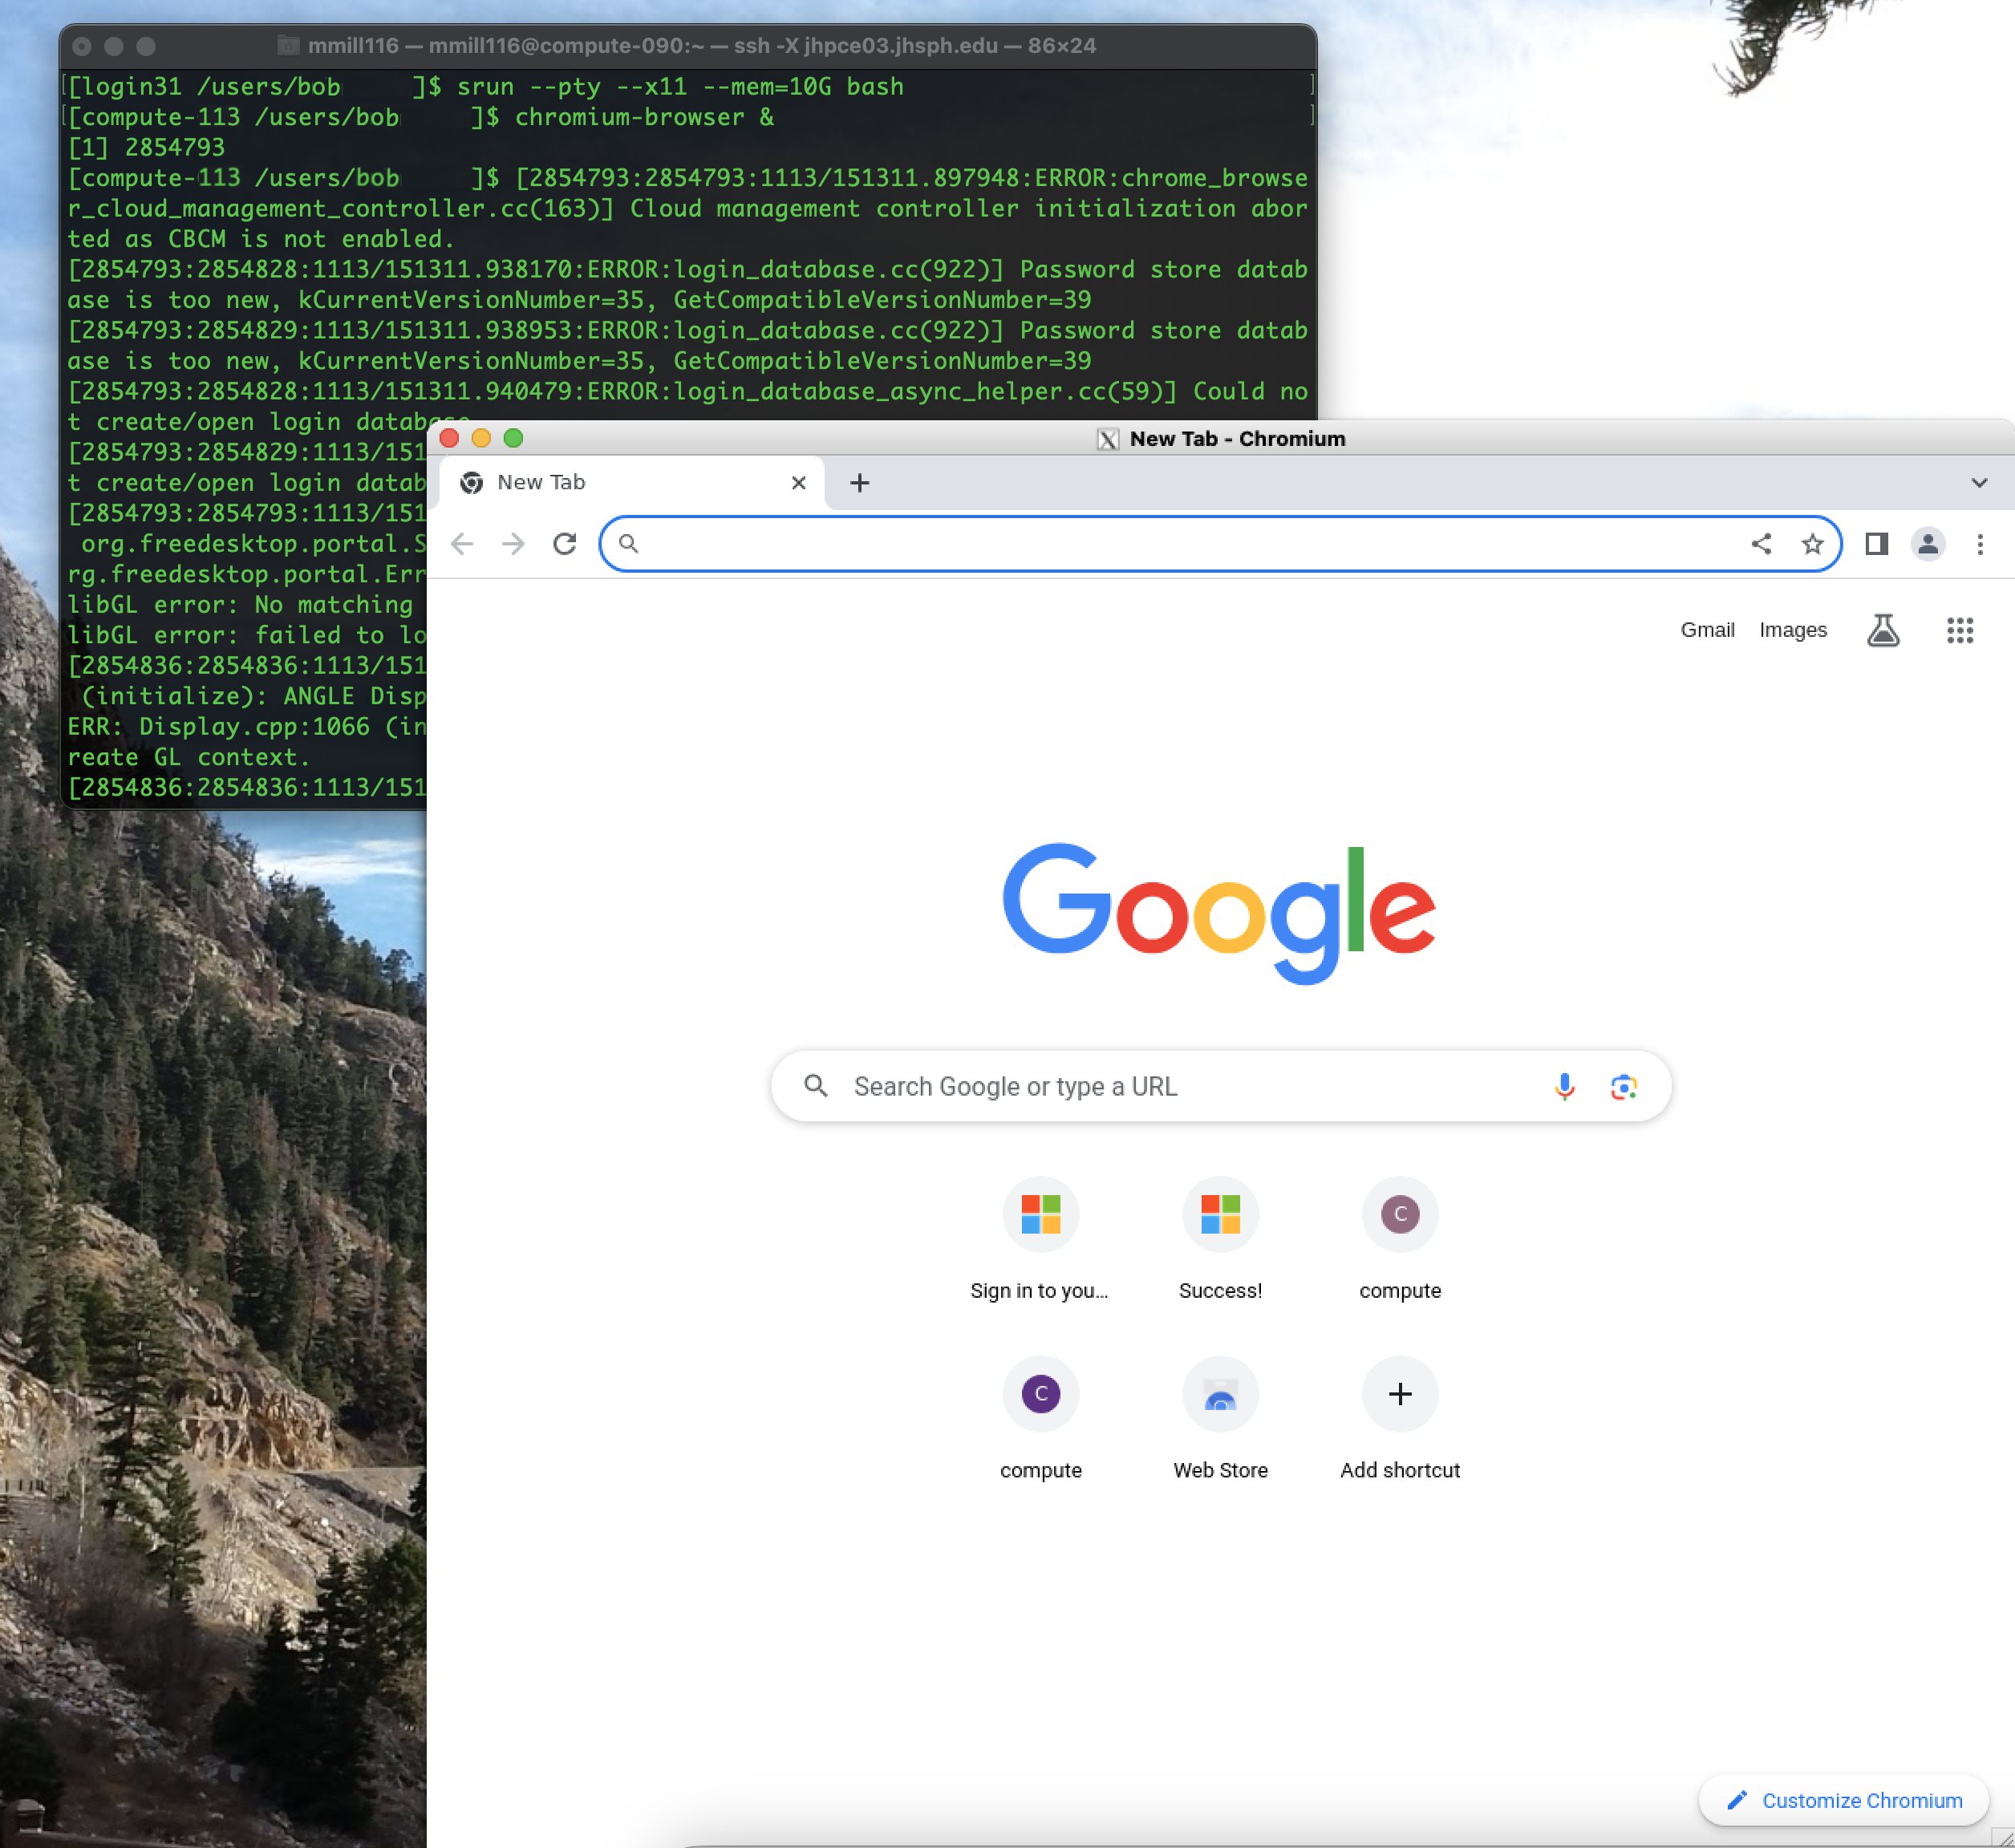 mmill116 — mmill116@compute-090:~ — ssh -X jhpce03.jhsph.edu — 86×24
[[login31 /users/bob ]$ srun --pty --x11 --mem=10G bash ]
[[compute-113 /users/bob ]$ chromium-browser & ]
[1] 2854793
[compute-113 /users/bob ]$ [2854793:2854793:1113/151311.897948:ERROR:chrome_browse
r_cloud_management_controller.cc(163)] Cloud management controller initialization abor
ted as CBCM is not enabled.
[2854793:2854828:1113/151311.938170:ERROR:login_database.cc(922)] Password store datab
ase is too new, kCurrentVersionNumber=35, GetCompatibleVersionNumber=39
[2854793:2854829:1113/151311.938953:ERROR:login_database.cc(922)] Password store datab
ase is too new, kCurrentVersionNumber=35, GetCompatibleVersionNumber=39
[2854793:2854828:1113/151311.940479:ERROR:login_database_async_helper.cc(59)] Could no
t create/open login database
[2854793:2854829:1113/151
t create/open login datab
[2854793:2854793:1113/151
org.freedesktop.portal.S
rg.freedesktop.portal.Err
libGL error: No matching
libGL error: failed to lo
[2854836:2854836:1113/151
(initialize): ANGLE Disp
ERR: Display.cpp:1066 (in
reate GL context.
[2854836:2854836:1113/151
New Tab - Chromium
New Tab
Gmail Images
Google
Search Google or type a URL
C
Sign in to you... Success! compute
C
compute Web Store Add shortcut
Customize Chromium